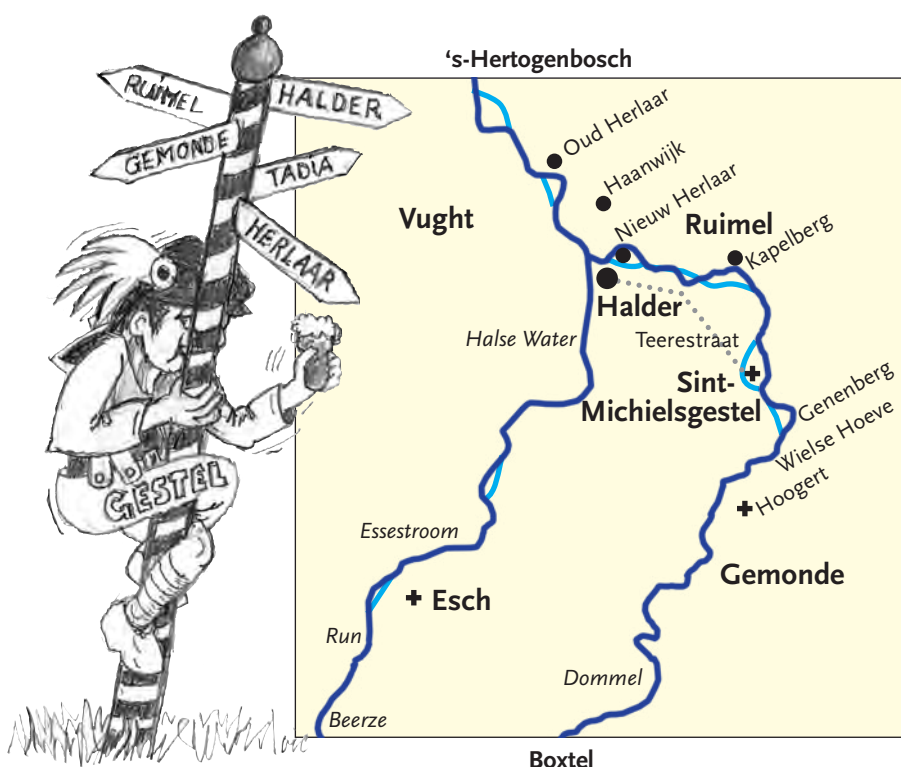 RUIMEL
HALDER
GEMONDE
TADIA
HERLAAR
GESTEL
's-Hertogenbosch
Oud Herlaar
Haanwijk
Nieuw Herlaar
Vught
Ruimel
Kapelberg
Halder
Halse Water
Teerestraat
Sint-
Michielsgestel
Genenberg
Wielse Hoeve
Hoogert
Essestroom
Gemonde
Esch
Run
Dommel
Beerze
Boxtel